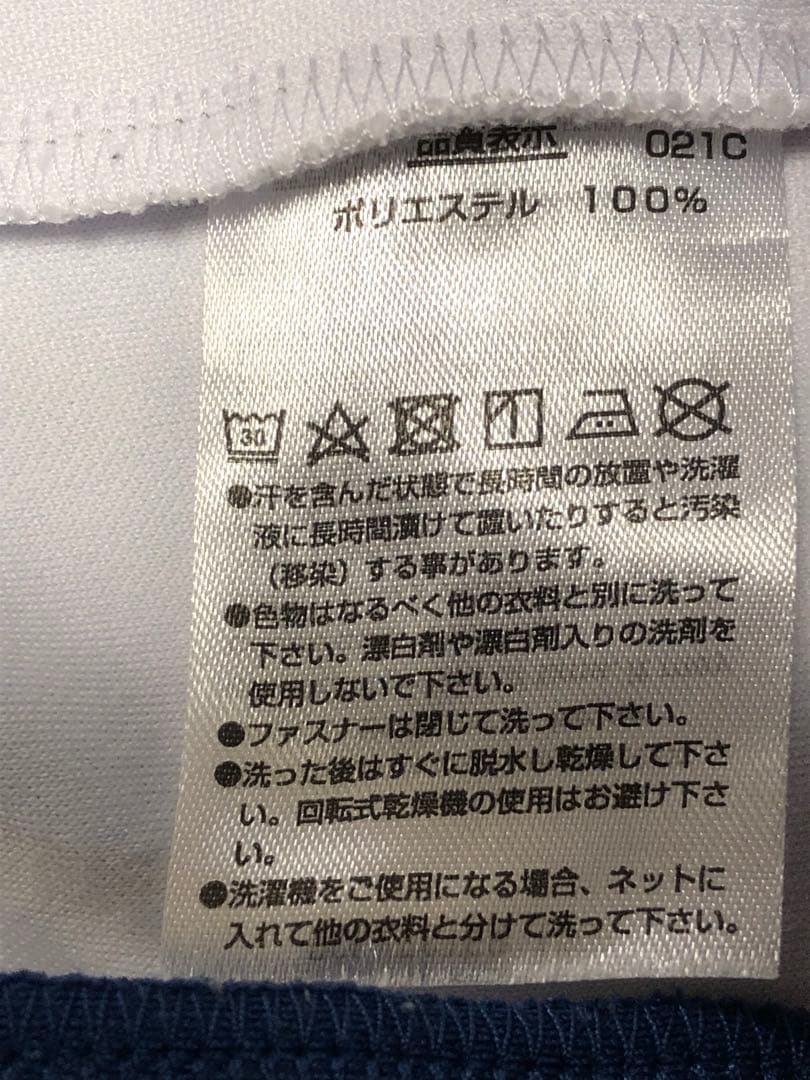 品質表示 021C
ポリエステル 100%
30
●汗を含んだ状態で長時間の放置や洗濯
液に長時間漬けて置いたりすると汚染
（移染）する事があります。
●色物はなるべく他の衣料と別に洗って
下さい。漂白剤や漂白剤入りの洗剤を
使用しないで下さい。
●ファスナーは閉じて洗って下さい。
●洗った後はすぐに脱水し乾燥して下さ
い。回転式乾燥機の使用はお避け下さ
い。
●洗濯機をご使用になる場合、ネットに
入れて他の衣料と分けて洗って下さい。